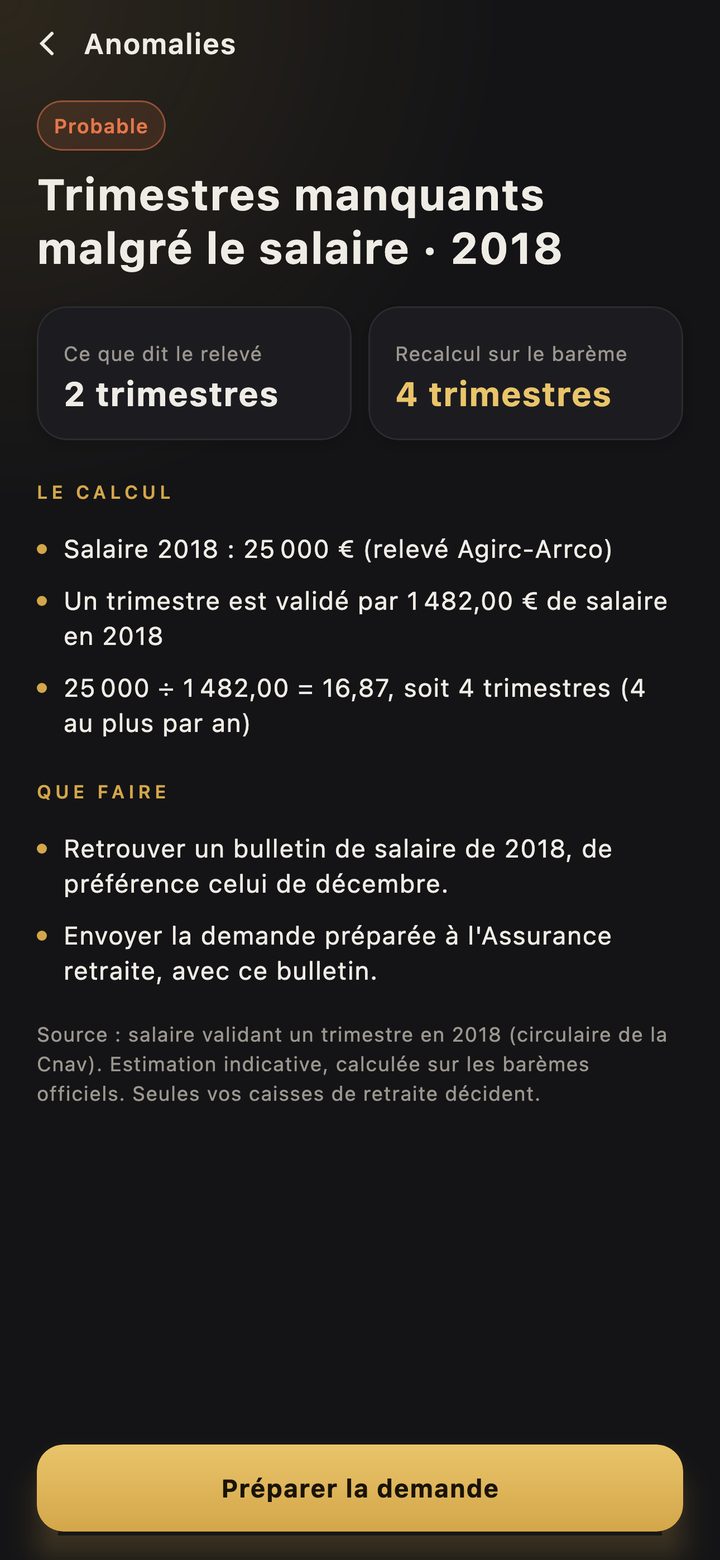 Anomalies
Probable
Trimestres manquants
malgré le salaire · 2018
Ce que dit le relevé
2 trimestres
Recalcul sur le barème
4 trimestres
LE CALCUL
Salaire 2018 : 25 000 € (relevé Agirc-Arrco)
Un trimestre est validé par 1 482,00 € de salaire
en 2018
25 000 ÷ 1 482,00 = 16,87, soit 4 trimestres (4
au plus par an)
QUE FAIRE
Retrouver un bulletin de salaire de 2018, de
préférence celui de décembre.
Envoyer la demande préparée à l'Assurance
retraite, avec ce bulletin.
Source : salaire validant un trimestre en 2018 (circulaire de la
Cnav). Estimation indicative, calculée sur les barèmes
officiels. Seules vos caisses de retraite décident.
Préparer la demande